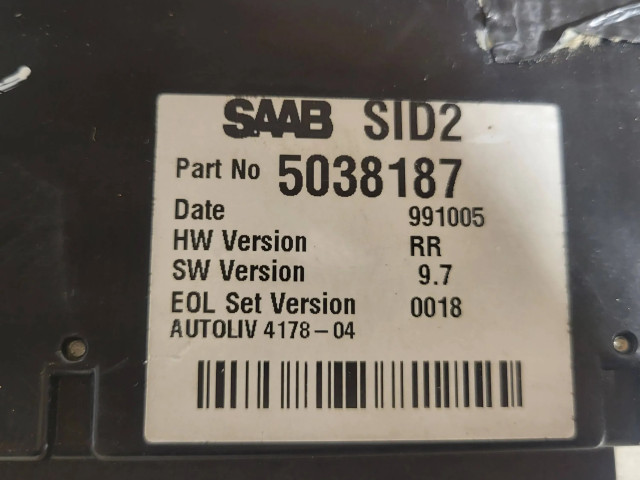 SAAB SID2
Part No 5038187
Date 991005
HW Version RR
SW Version 9.7
EOL Set Version 0018
AUTOLIV 4178-04